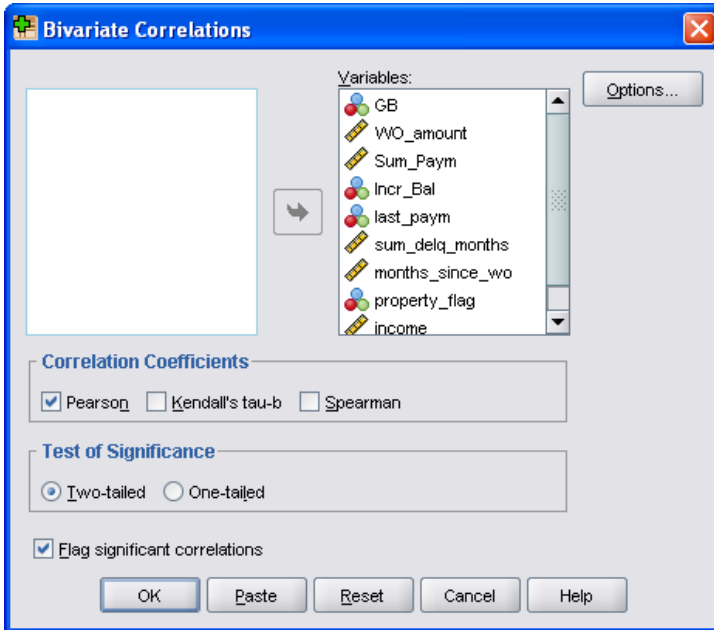 Bivariate Correlations
Variables:
Options...
GB
WO_amount
Sum_Paym
Incr_Bal
last_paym
sum_delq_months
months_since_wo
property_flag
income
Correlation Coefficients
Pearson Kendall's tau-b Spearman
Test of Significance
Two-tailed One-tailed
Flag significant correlations
OK Paste Reset Cancel Help